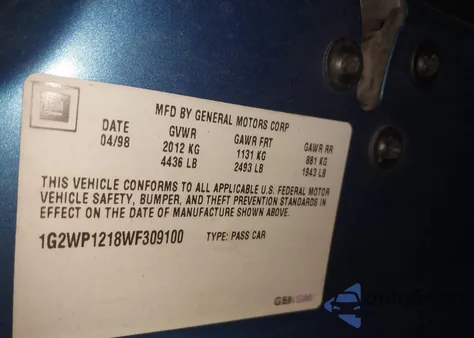 MFD BY GENERAL MOTORS CORP
DATE GVWR GAWR FRT GAWR RR
04/98 2012 KG 1131 KG 881 KG
4436 LB 2493 LB 1943 LB
THIS VEHICLE CONFORMS TO ALL APPLICABLE U.S. FEDERAL MOTOR
VEHICLE SAFETY, BUMPER, AND THEFT PREVENTION STANDARDS IN
EFFECT ON THE DATE OF MANUFACTURE SHOWN ABOVE.
1G2WP1218WF309100 TYPE: PASS CAR